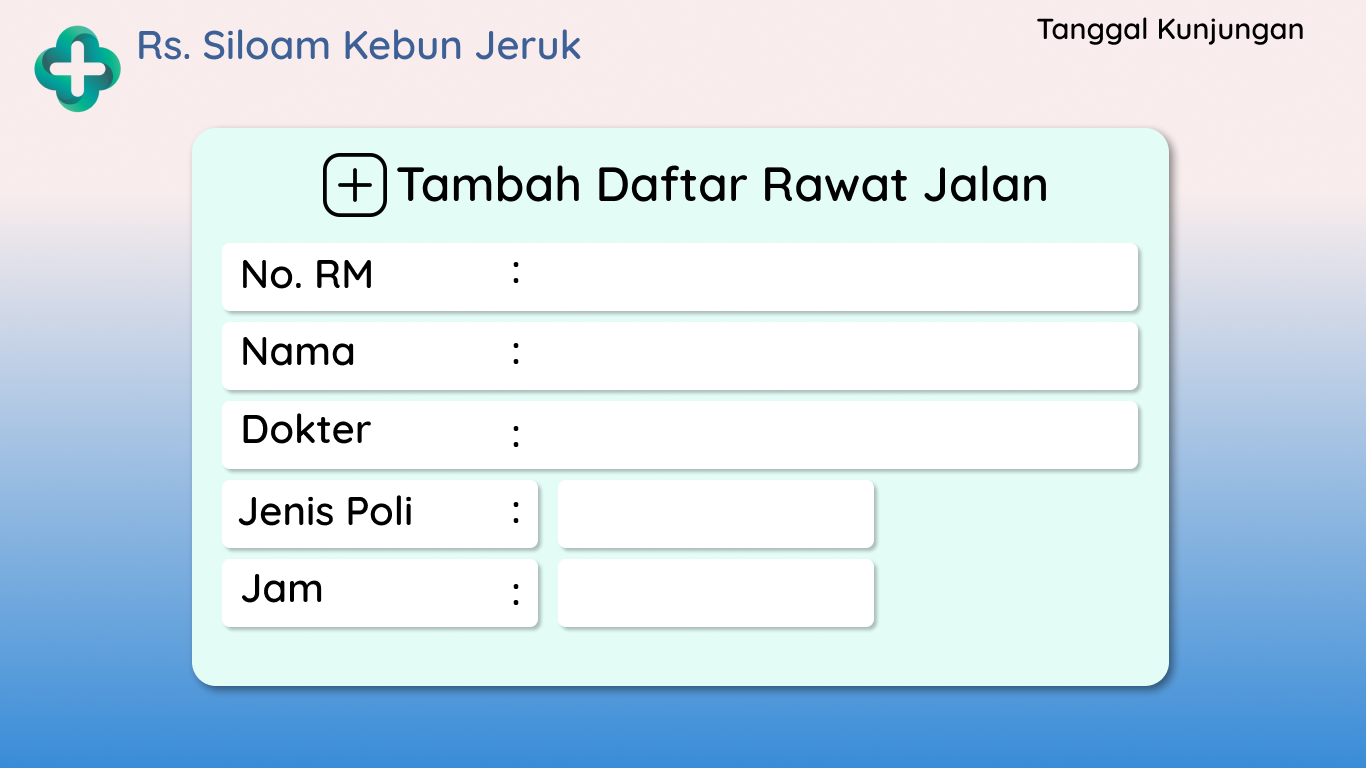 Rs. Siloam Kebun Jeruk
Tanggal Kunjungan
Tambah Daftar Rawat Jalan
No. RM :
Nama :
Dokter :
Jenis Poli :
Jam :